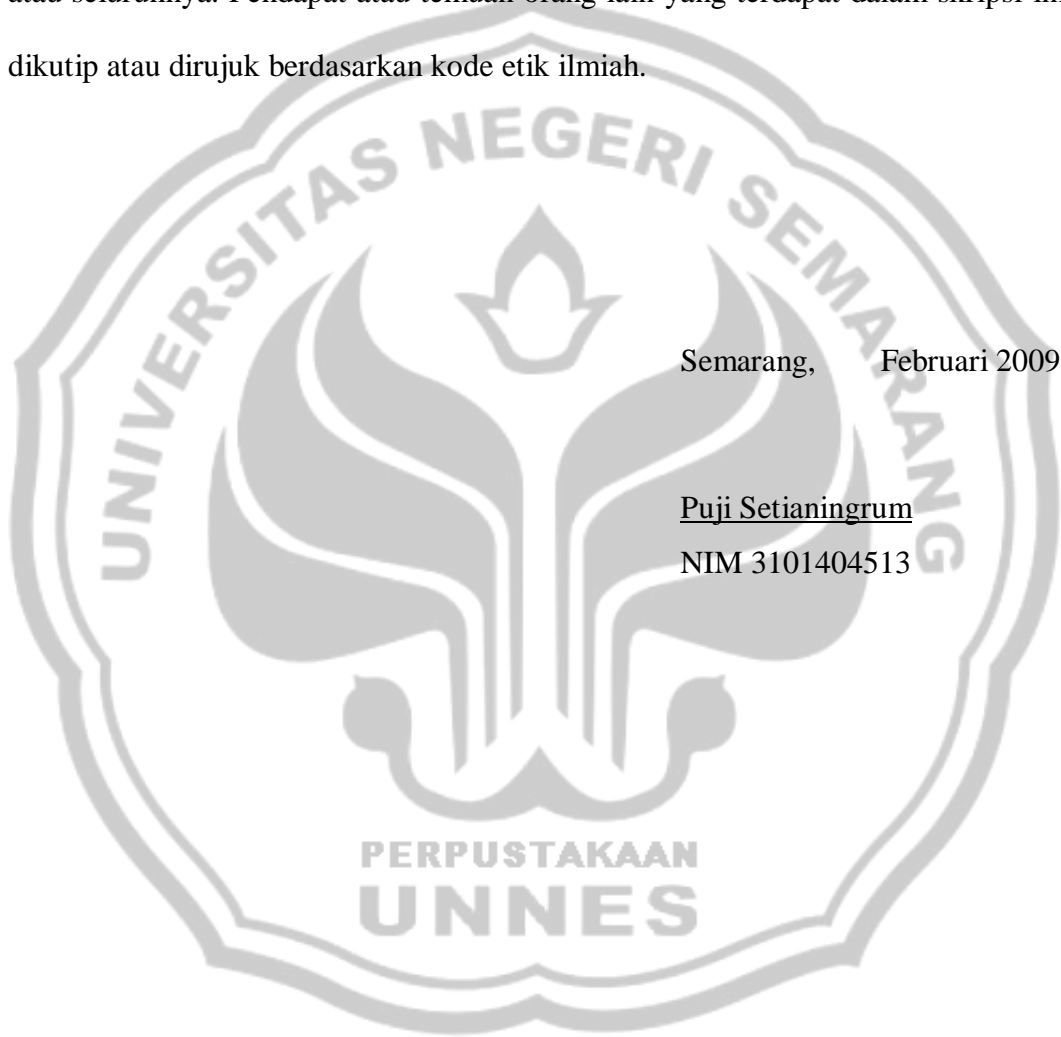 atau seluruhnya. Pendapat atau temuan orang lain yang terdapat dalam skripsi ini
dikutip atau dirujuk berdasarkan kode etik ilmiah.
UNIVERSITAS NEGERI SEMARANG
Semarang, Februari 2009
Puji Setianingrum
NIM 3101404513
PERPUSTAKAAN
UNNES